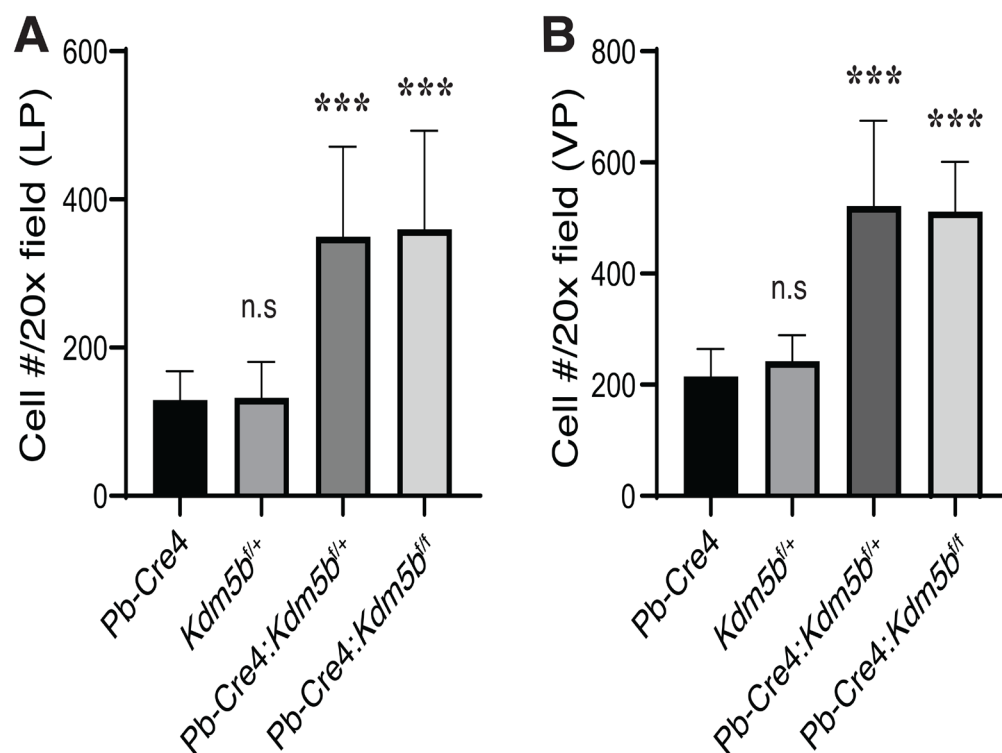 A
Cell #/20x field (LP)
600
400
200
0
n.s
***
***
Pb-Cre4
Kdm5bf/+
Pb-Cre4:Kdm5bf/+
Pb-Cre4:Kdm5bf/f
B
Cell #/20x field (VP)
800
600
400
200
0
n.s
***
***
Pb-Cre4
Kdm5bf/+
Pb-Cre4:Kdm5bf/+
Pb-Cre4:Kdm5bf/f